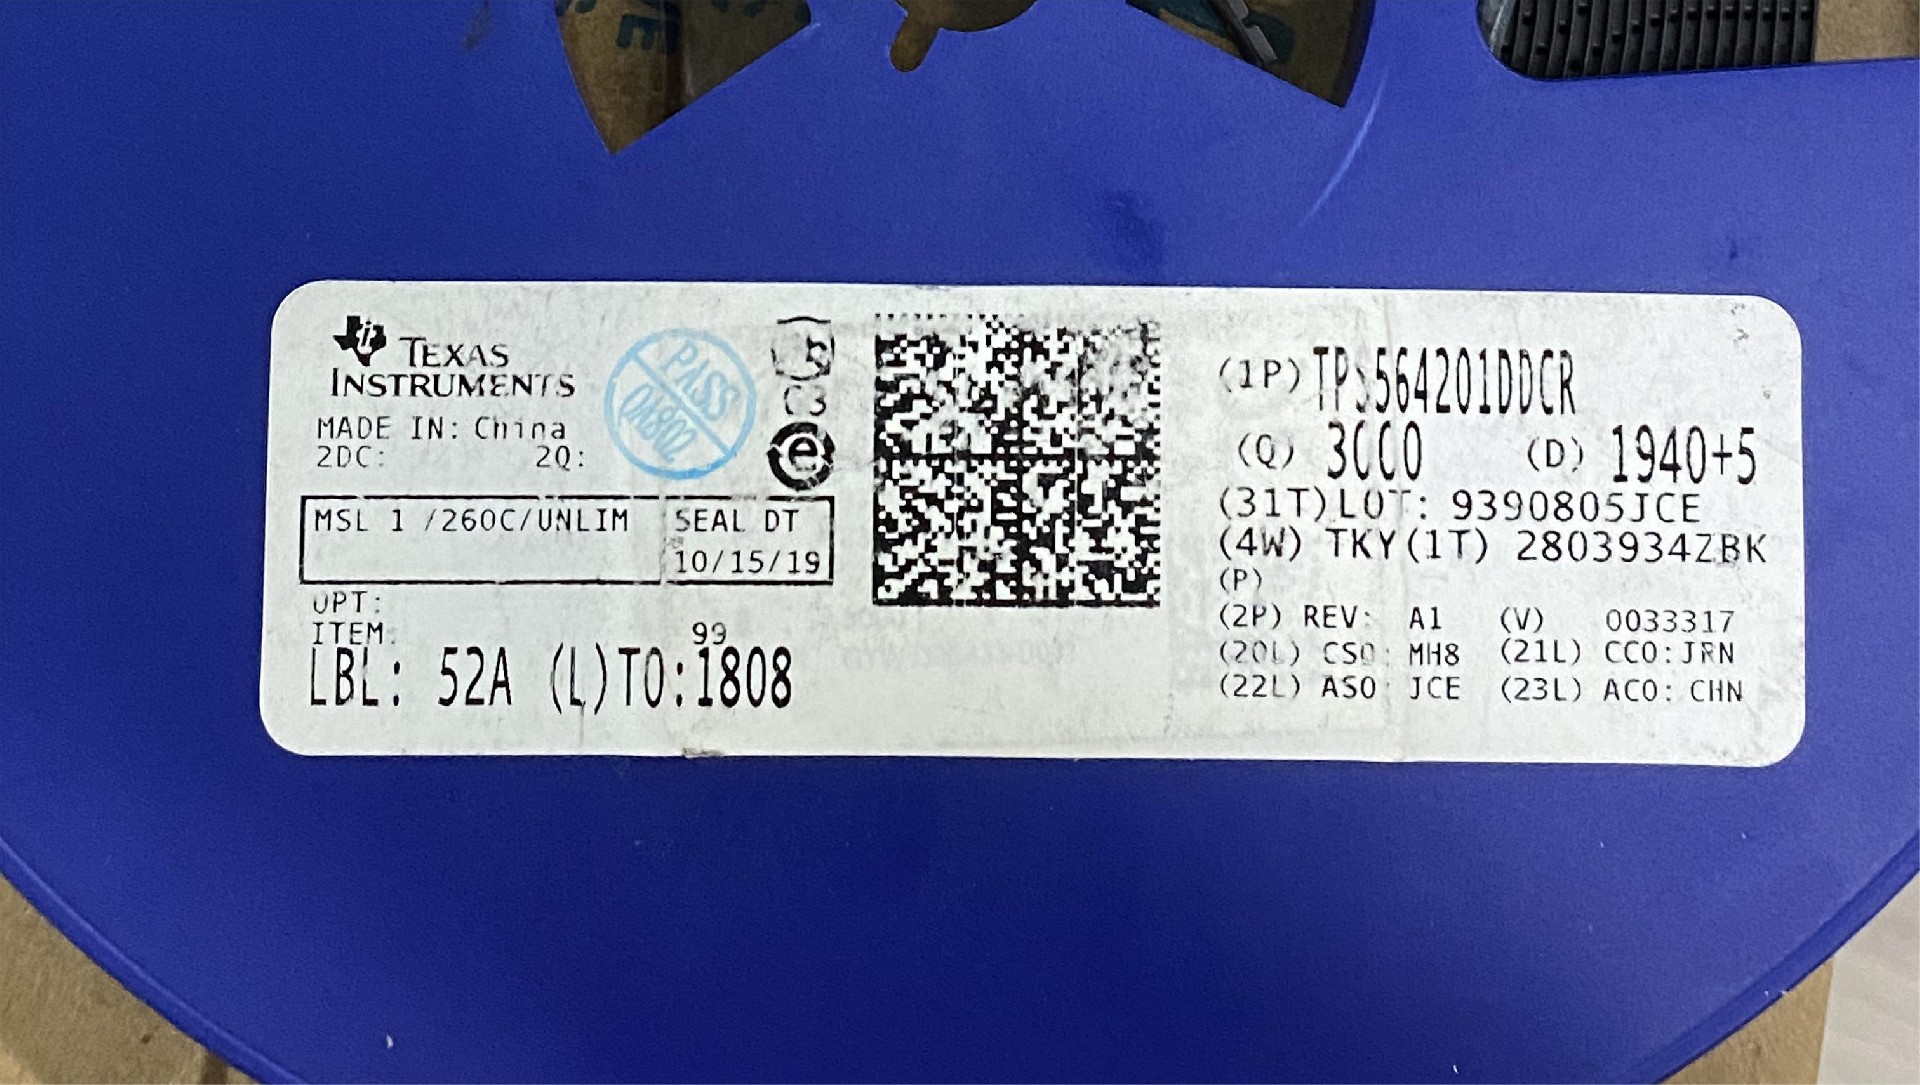 TEXAS
INSTRUMENTS
MADE IN: China
2DC: 2Q:
PASS
G3
e
MSL 1 /260C/UNLIM SEAL DT
10/15/19
OPT:
ITEM: 99
LBL: 52A (L)TO:1808
(1P) TPS564201DDCR
(Q) 3000 (D) 1940+5
(31T)LOT: 9390805JCE
(4W) TKY(1T) 2803934ZBK
(P)
(2P) REV: A1 (V) 0033317
(20L) CSO: MH8 (21L) CCO:JRN
(22L) ASO: JCE (23L) ACO: CHN